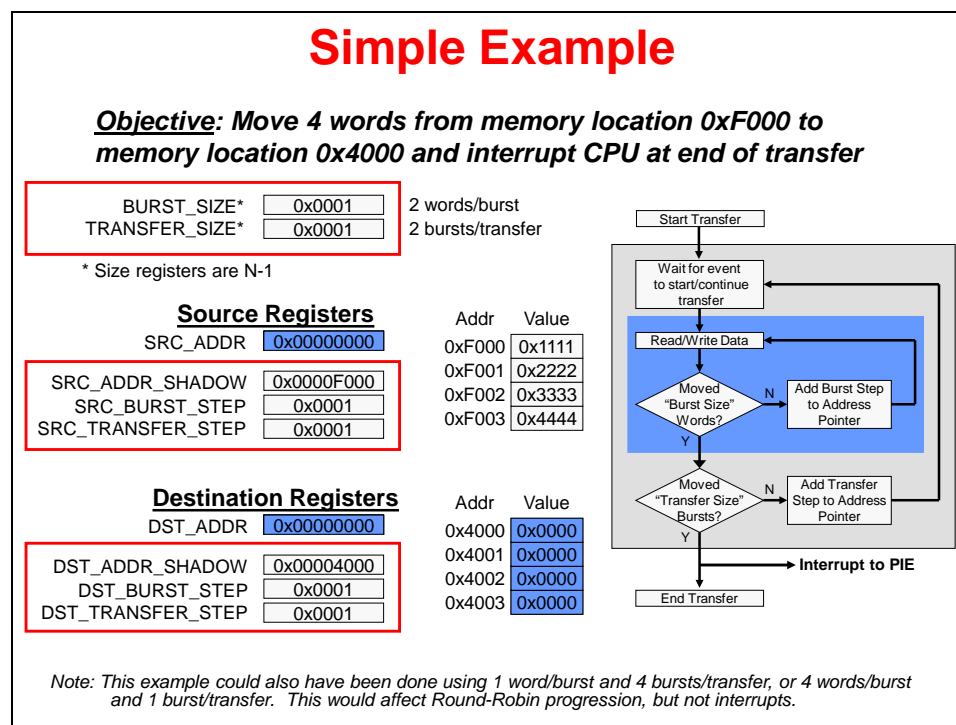 Simple Example
Objective: Move 4 words from memory location 0xF000 to
memory location 0x4000 and interrupt CPU at end of transfer
BURST_SIZE* 0x0001 2 words/burst
TRANSFER_SIZE* 0x0001 2 bursts/transfer
* Size registers are N-1
Source Registers
SRC_ADDR 0x00000000
SRC_ADDR_SHADOW 0x0000F000
SRC_BURST_STEP 0x0001
SRC_TRANSFER_STEP 0x0001
Addr Value
0xF000 0x1111
0xF001 0x2222
0xF002 0x3333
0xF003 0x4444
Destination Registers
DST_ADDR 0x00000000
DST_ADDR_SHADOW 0x00004000
DST_BURST_STEP 0x0001
DST_TRANSFER_STEP 0x0001
Addr Value
0x4000 0x0000
0x4001 0x0000
0x4002 0x0000
0x4003 0x0000
Start Transfer
Wait for event
to start/continue
transfer
Read/Write Data
Moved
“Burst Size”
Words?
N
Add Burst Step
to Address
Pointer
Y
Moved
“Transfer Size”
Bursts?
N
Add Transfer
Step to Address
Pointer
Y
Interrupt to PIE
End Transfer
Note: This example could also have been done using 1 word/burst and 4 bursts/transfer, or 4 words/burst
and 1 burst/transfer. This would affect Round-Robin progression, but not interrupts.